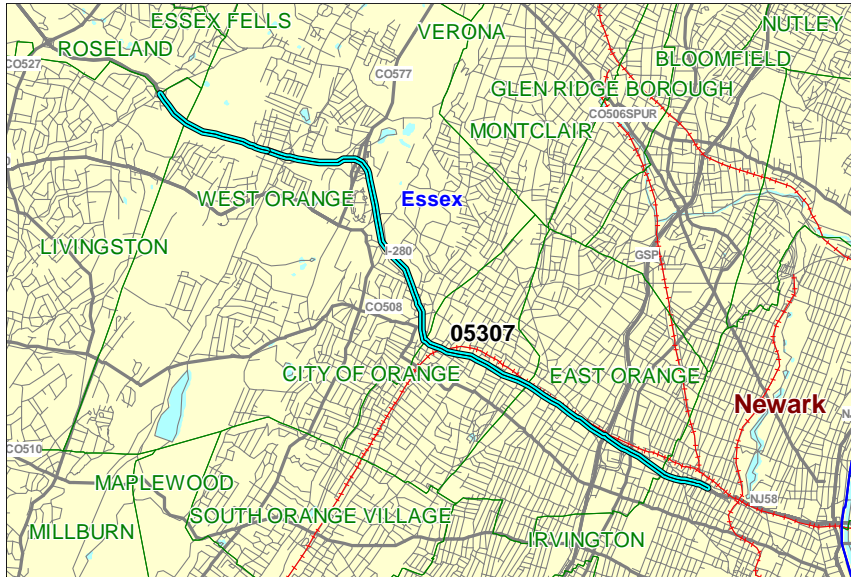 ESSEX FELLS
NUTLEY
VERONA
ROSELAND
BLOOMFIELD
CO527
CO577
GLEN RIDGE BOROUGH
CO506SPUR
MONTCLAIR
WEST ORANGE
Essex
LIVINGSTON
I-280
GSP
CO508
05307
CITY OF ORANGE
EAST ORANGE
Newark
CO510
MAPLEWOOD
NJ58
SOUTH ORANGE VILLAGE
MILLBURN
IRVINGTON